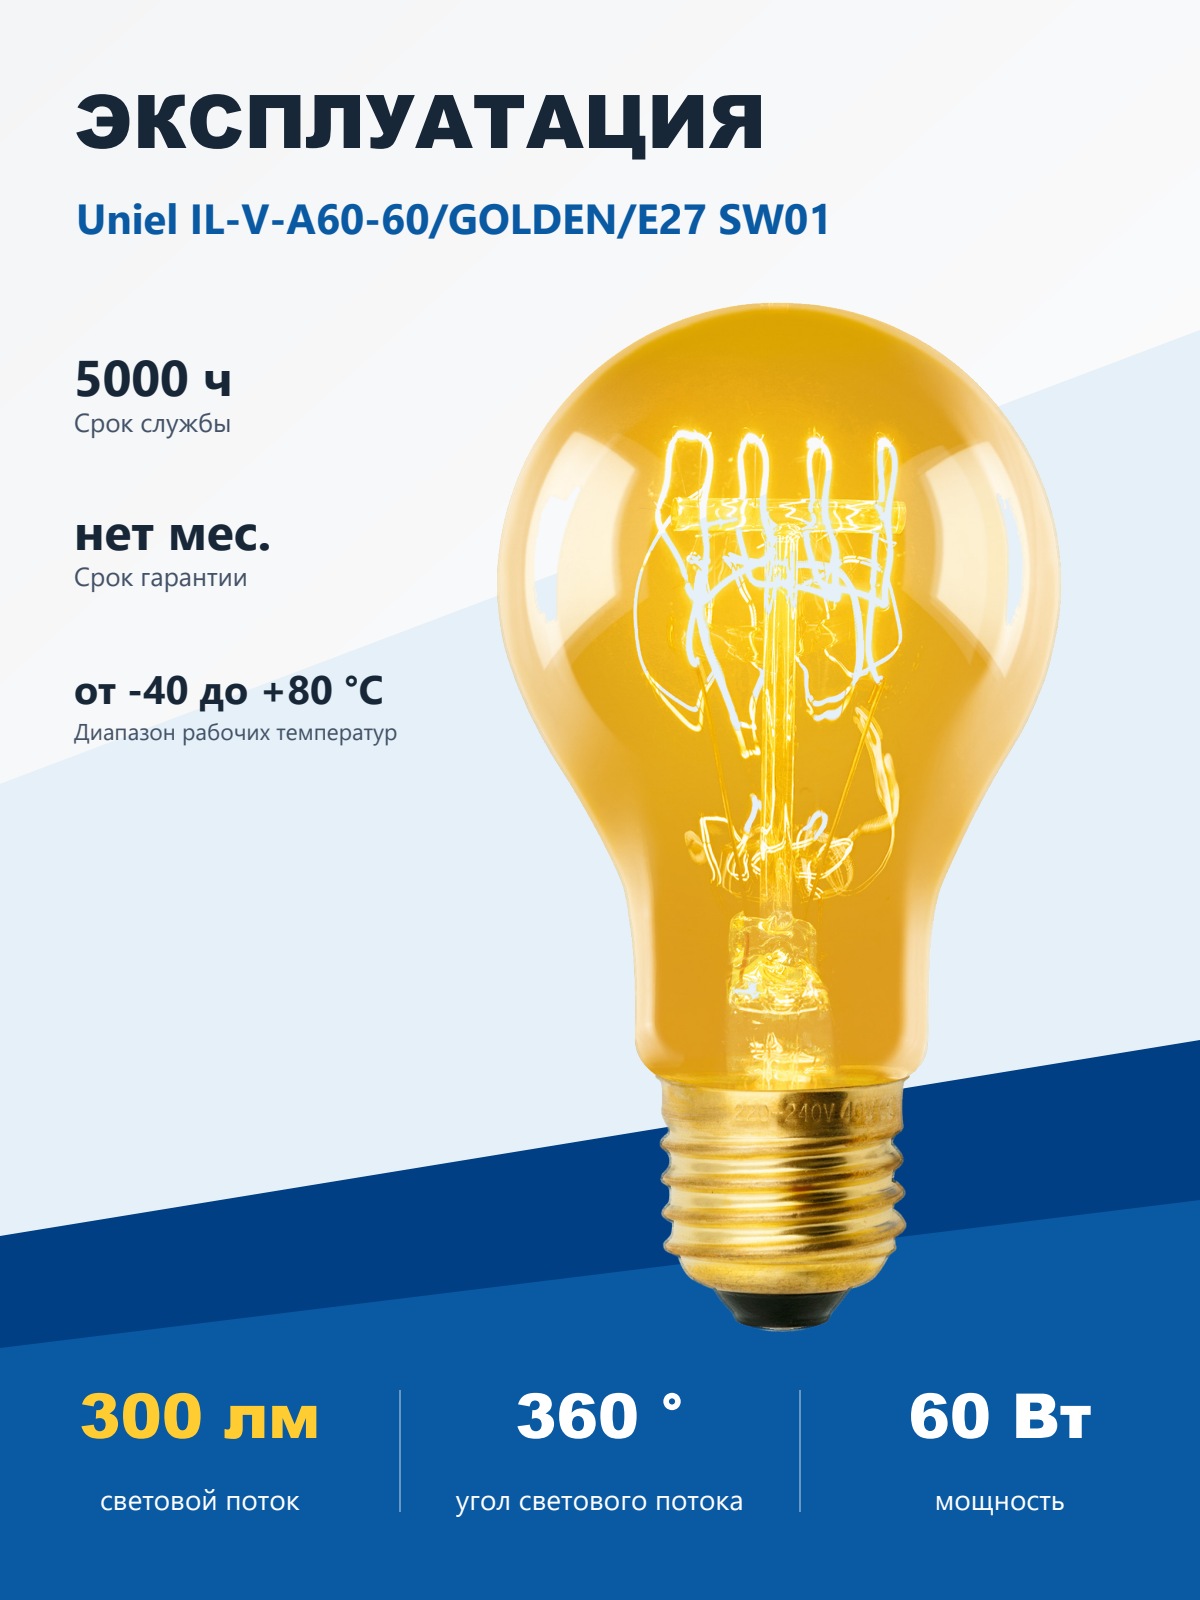 ЭКСПЛУАТАЦИЯ
Uniel IL-V-A60-60/GOLDEN/E27 SW01
5000 ч
Срок службы
нет мес.
Срок гарантии
от -40 до +80 °C
Диапазон рабочих температур
220-240V
300 лм
световой поток
360 °
угол светового потока
60 Вт
мощность